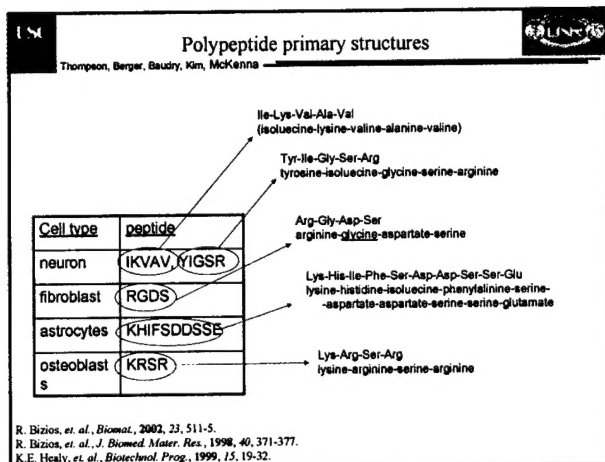 USC
Polypeptide primary structures
Thompson, Berger, Baudry, Kim, McKenna
Ile-Lys-Val-Ala-Val
(isoluecine-lysine-valine-alanine-valine)
Tyr-Ile-Gly-Ser-Arg
tyrosine-isoluecine-glycine-serine-arginine
Arg-Gly-Asp-Ser
arginine-glycine-aspartate-serine
Lys-His-Ile-Phe-Ser-Asp-Asp-Ser-Ser-Glu
lysine-histidine-isoluecine-phenylslinine-serine-
-aspartate-aspartate-serine-serine-glutamate
Lys-Arg-Ser-Arg
lysine-arginine-serine-arginine
Cell type peptide
neuron IKVAV, YIGSR
fibroblast RGDS
astrocytes KHIFSDDSSE
osteoblast KRSR
s
R. Bizios, et. al., Biomat., 2002, 23, 511-5.
R. Bizios, et. al., J. Biomed. Mater. Res., 1998, 40, 371-377.
K.E. Healy, et. al., Biotechnol. Prog., 1999, 15, 19-32.